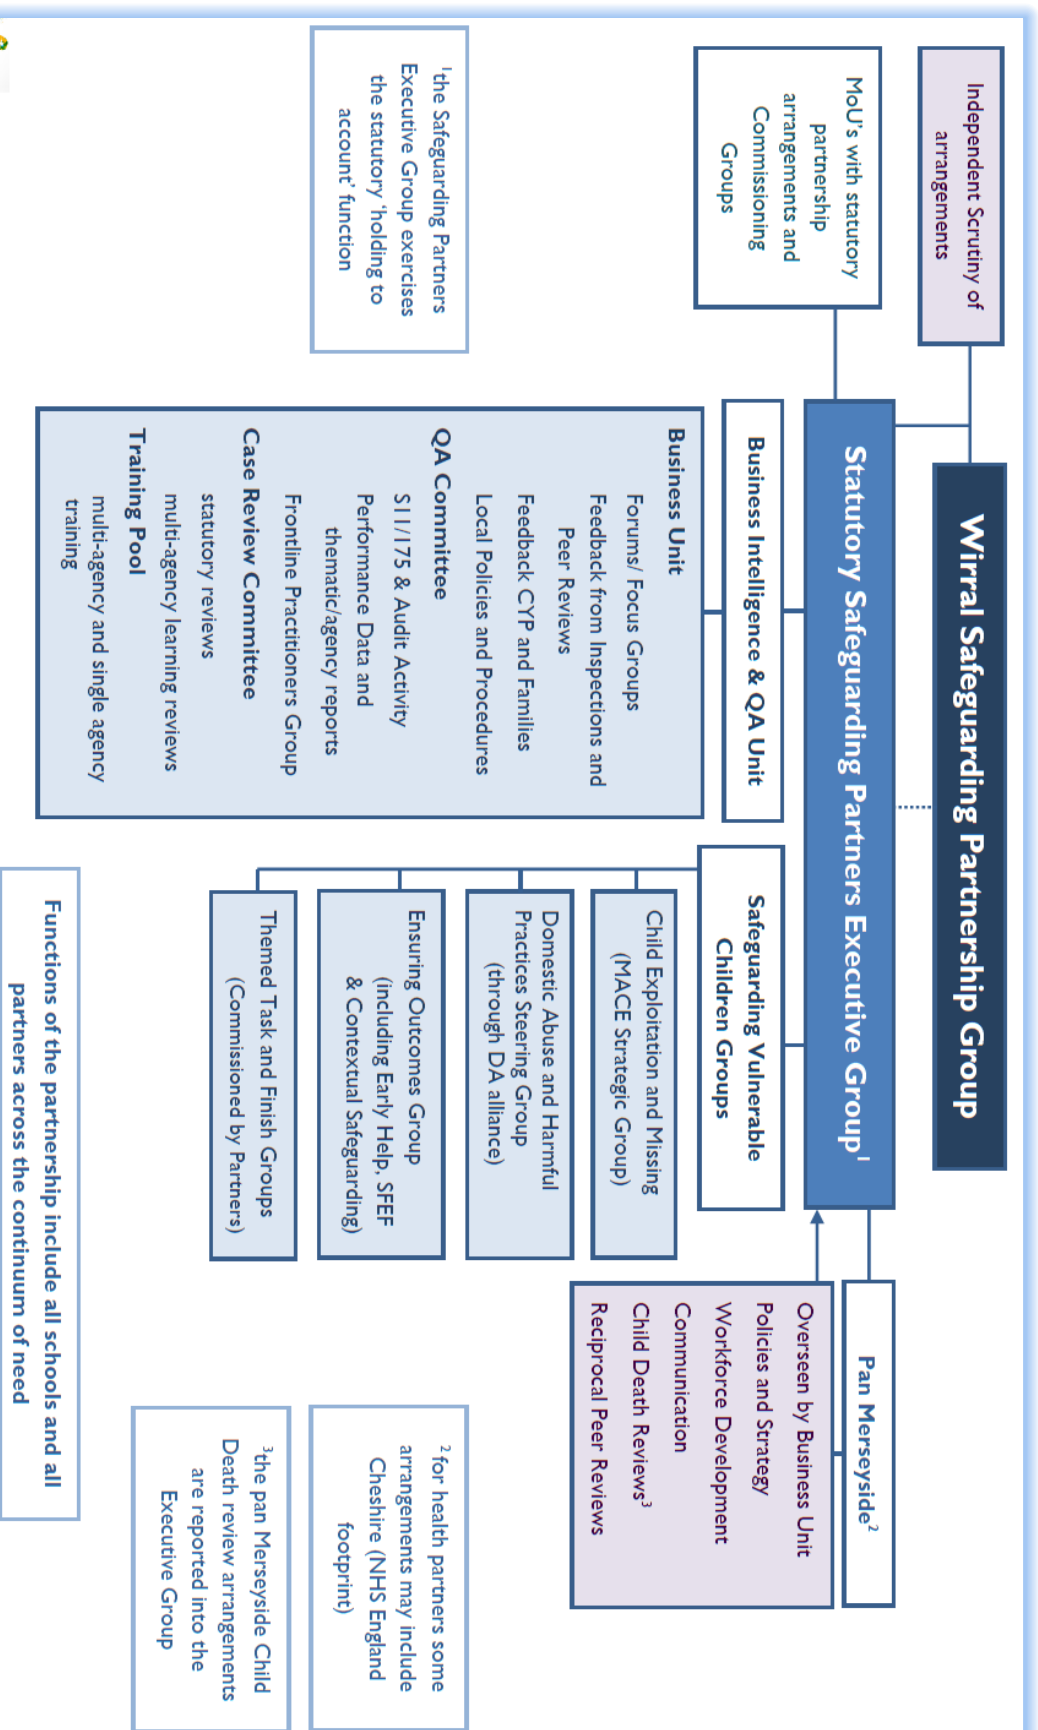 Wirral Safeguarding Partnership Group
Independent Scrutiny of
arrangements
Statutory Safeguarding Partners Executive Group¹
MoU's with statutory
partnership
arrangements and
Commissioning
Groups
Pan Merseyside²
Overseen by Business Unit
Policies and Strategy
Workforce Development
Communication
Child Death Reviews³
Reciprocal Peer Reviews
Business Intelligence & QA Unit
Business Unit
Forums/ Focus Groups
Feedback from Inspections and
Peer Reviews
Feedback CYP and Families
Local Policies and Procedures
QA Committee
S11/175 & Audit Activity
Performance Data and
thematic/agency reports
Frontline Practitioners Group
Case Review Committee
statutory reviews
multi-agency learning reviews
Training Pool
multi-agency and single agency
training
Safeguarding Vulnerable
Children Groups
Child Exploitation and Missing
(MACE Strategic Group)
Domestic Abuse and Harmful
Practices Steering Group
(through DA alliance)
Ensuring Outcomes Group
(including Early Help, SFEF
& Contextual Safeguarding)
Themed Task and Finish Groups
(Commissioned by Partners)
¹the Safeguarding Partners
Executive Group exercises
the statutory 'holding to
account' function
² for health partners some
arrangements may include
Cheshire (NHS England
footprint)
³the pan Merseyside Child
Death review arrangements
are reported into the
Executive Group
Functions of the partnership include all schools and all
partners across the continuum of need